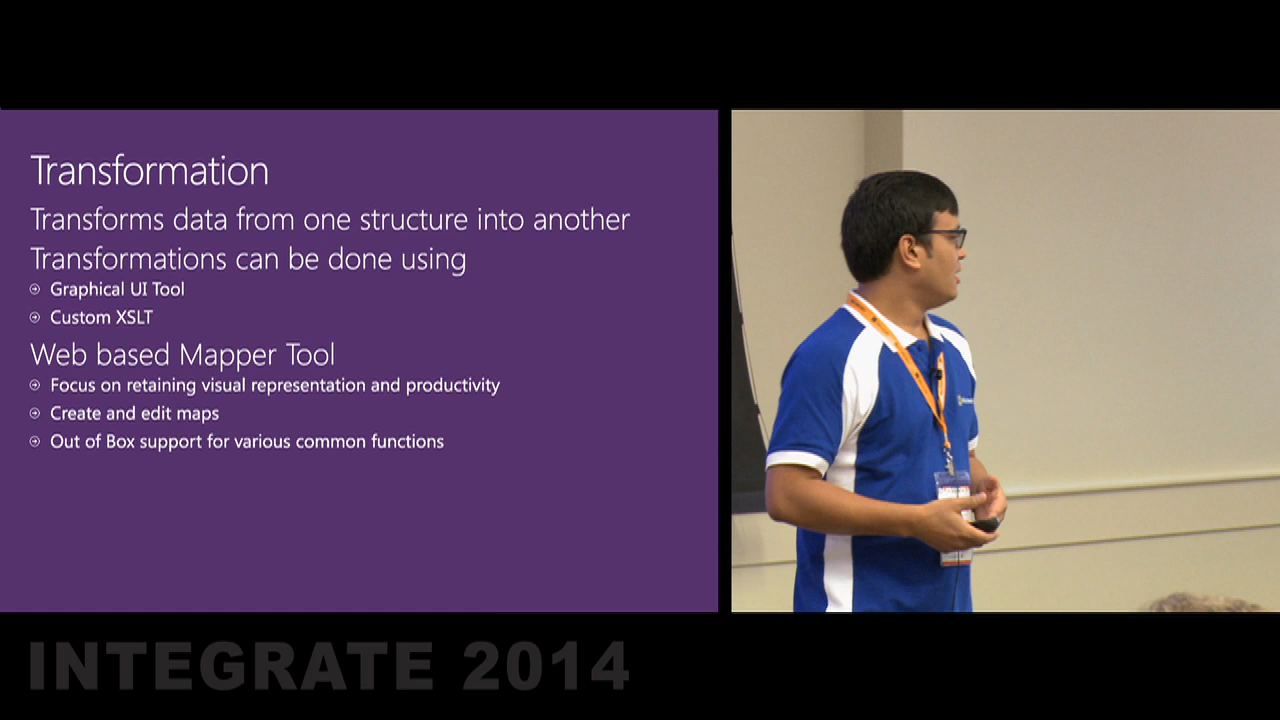 Transformation
Transforms data from one structure into another
Transformations can be done using
Graphical UI Tool
Custom XSLT
Web based Mapper Tool
Focus on retaining visual representation and productivity
Create and edit maps
Out of Box support for various common functions
INTEGRATE 2014